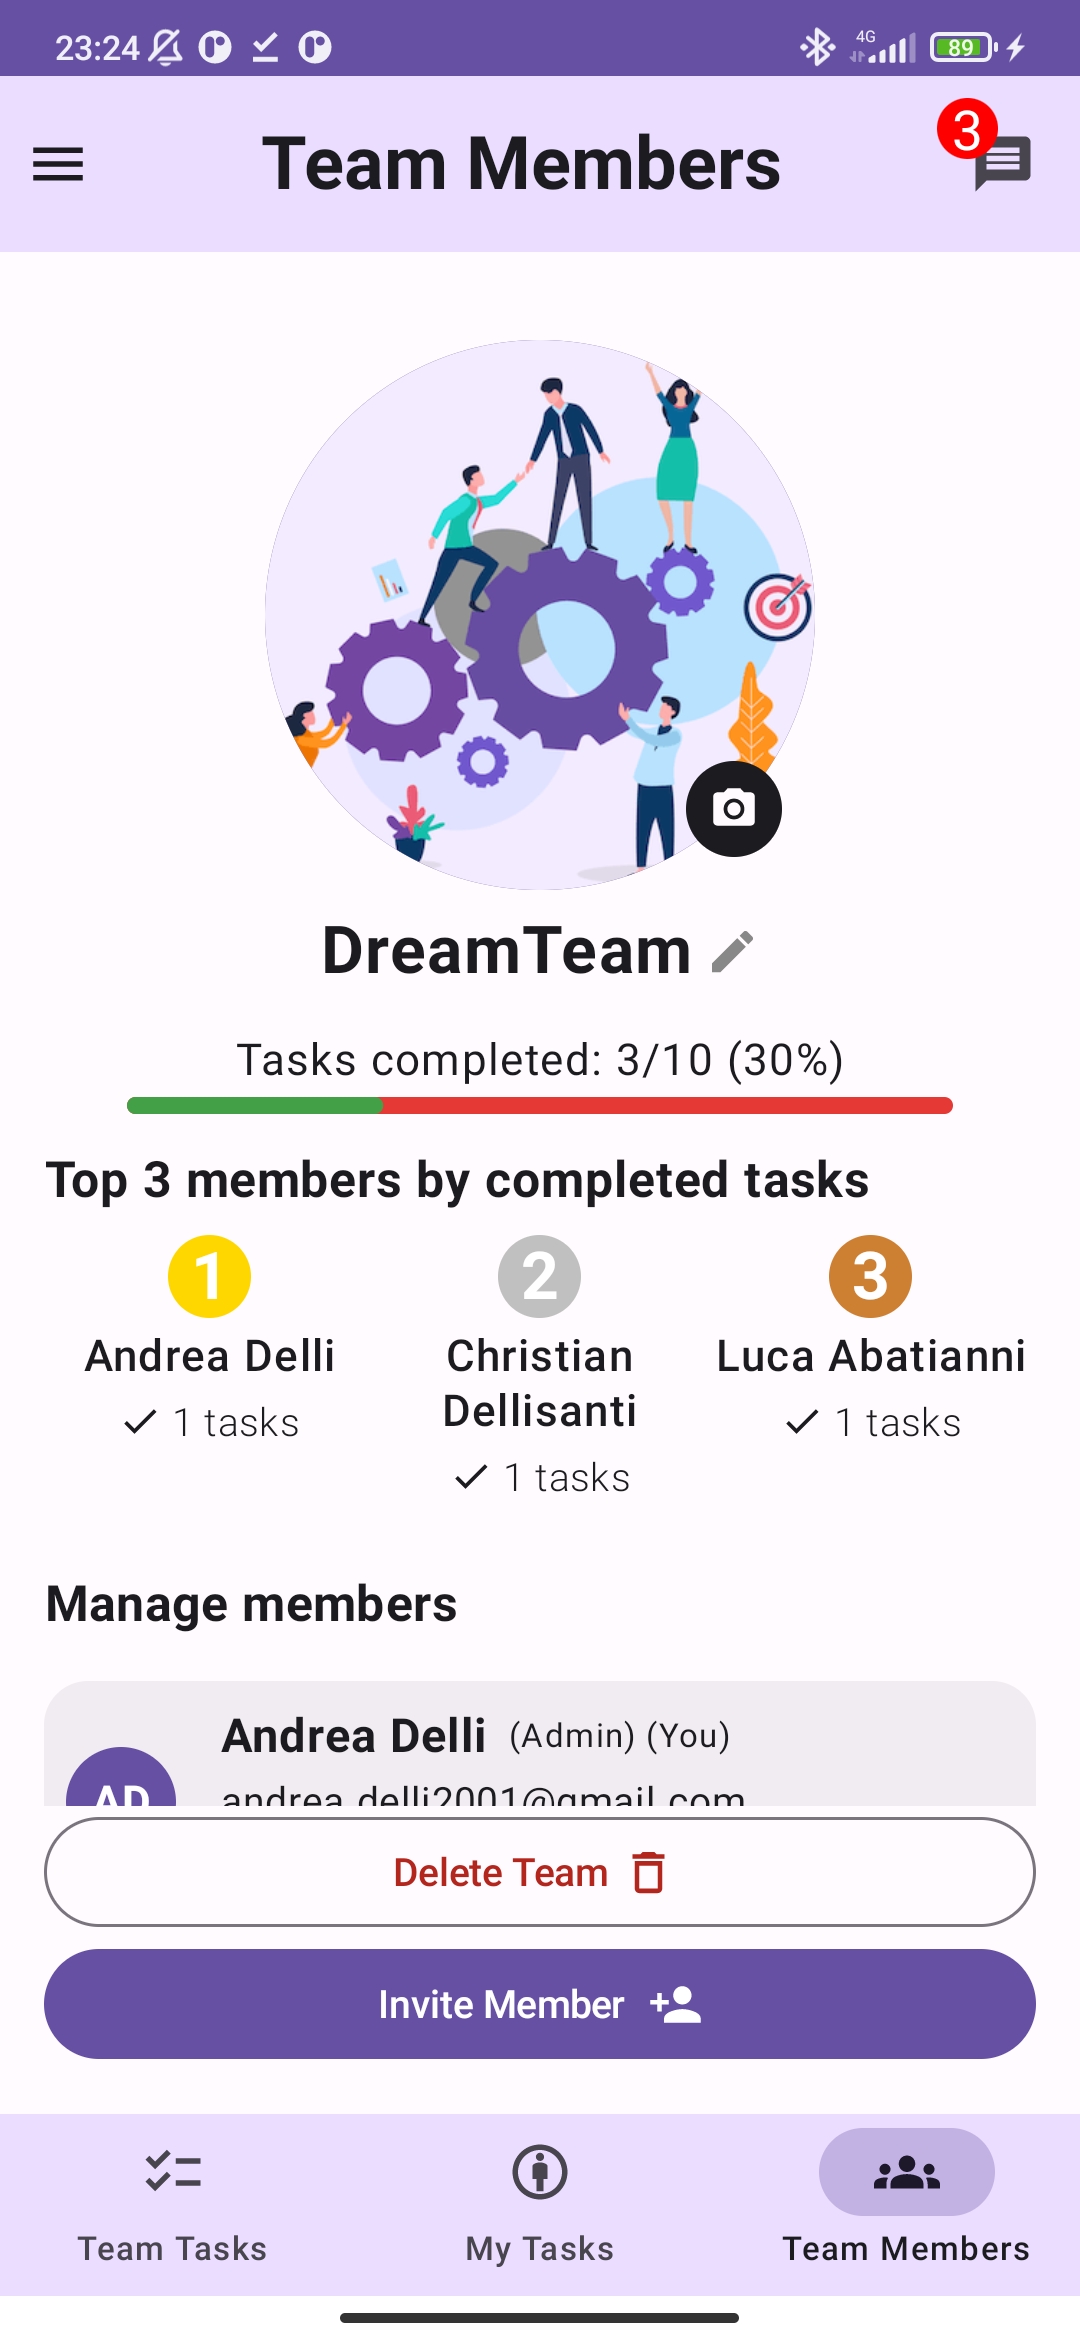 23:24
4G
89
Team Members
3
DreamTeam
Tasks completed: 3/10 (30%)
Top 3 members by completed tasks
1
2
3
Andrea Delli
Christian
Dellisanti
Luca Abatianni
1 tasks
1 tasks
1 tasks
Manage members
Andrea Delli (Admin) (You)
AD
andrea.delli2001@gmail.com
Delete Team
Invite Member
Team Tasks
My Tasks
Team Members